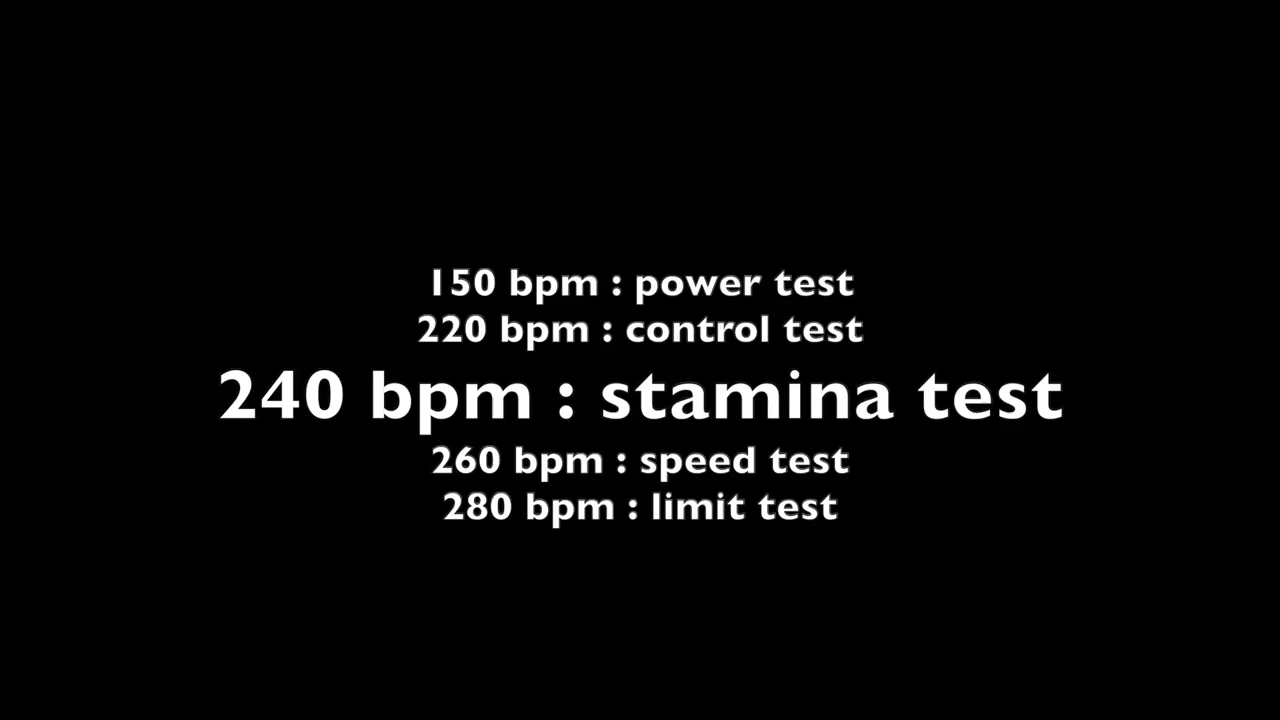 150 bpm : power test
220 bpm : control test
240 bpm : stamina test
260 bpm : speed test
280 bpm : limit test